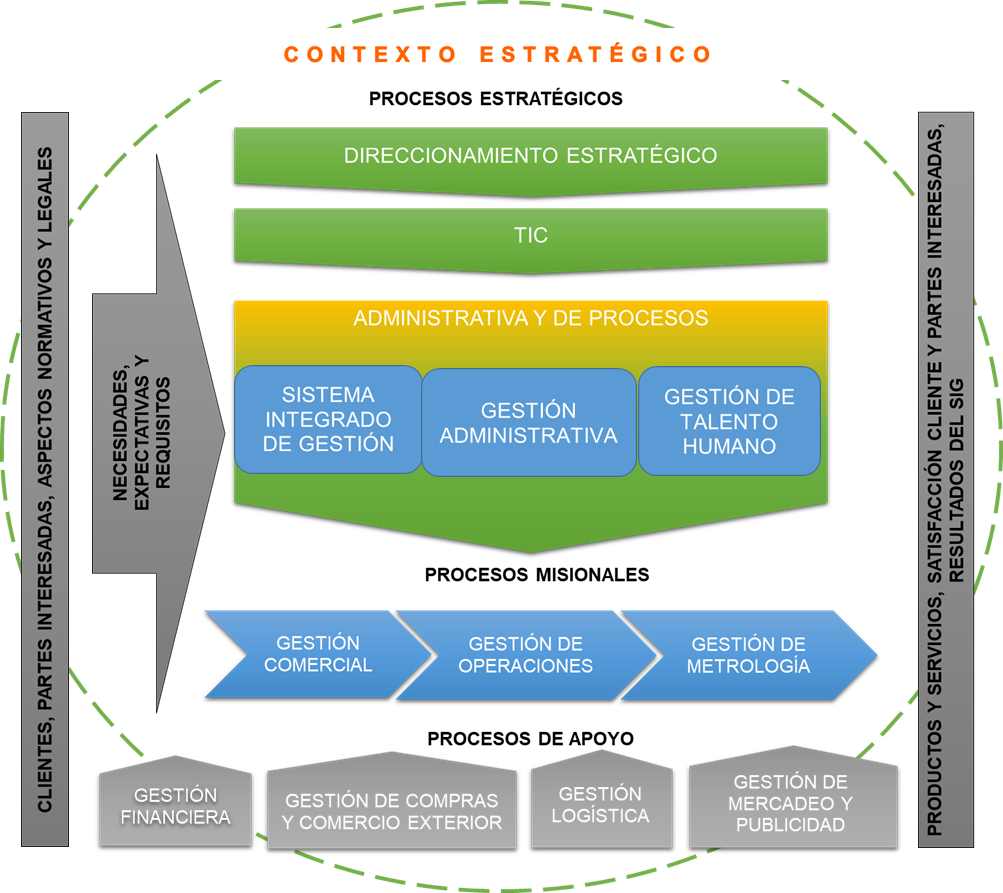 CONTEXTO ESTRATÉGICO
PROCESOS ESTRATÉGICOS
DIRECCIONAMIENTO ESTRATÉGICO
TIC
ADMINISTRATIVA Y DE PROCESOS
SISTEMA
INTEGRADO
DE GESTIÓN
GESTIÓN
ADMINISTRATIVA
GESTIÓN DE
TALENTO
HUMANO
CLIENTES, PARTES INTERESADAS, ASPECTOS NORMATIVOS Y LEGALES
NECESIDADES,
EXPECTATIVAS Y
REQUISITOS
PROCESOS MISIONALES
GESTIÓN
COMERCIAL
GESTIÓN DE
OPERACIONES
GESTIÓN DE
METROLOGÍA
PROCESOS DE APOYO
GESTIÓN
FINANCIERA
GESTIÓN DE COMPRAS
Y COMERCIO EXTERIOR
GESTIÓN
LOGÍSTICA
GESTIÓN DE
MERCADEO Y
PUBLICIDAD
PRODUCTOS Y SERVICIOS, SATISFACCIÓN CLIENTE Y PARTES INTERESADAS,
RESULTADOS DEL SIG